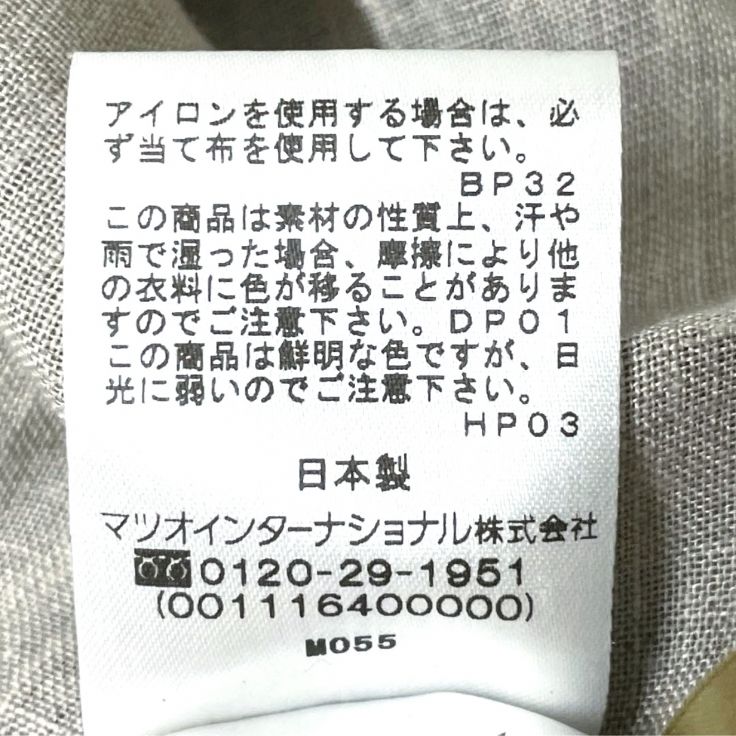 アイロンを使用する場合は、必
ず当て布を使用して下さい。
BP32
この商品は素材の性質上、汗や
雨で湿った場合、摩擦により他
の衣料に色が移ることがありま
すのでご注意下さい。DP01
この商品は鮮明な色ですが、日
光に弱いのでご注意下さい。
HP03
日本製
マツオインターナショナル株式会社
0120-29-1951
(001116400000)
M055